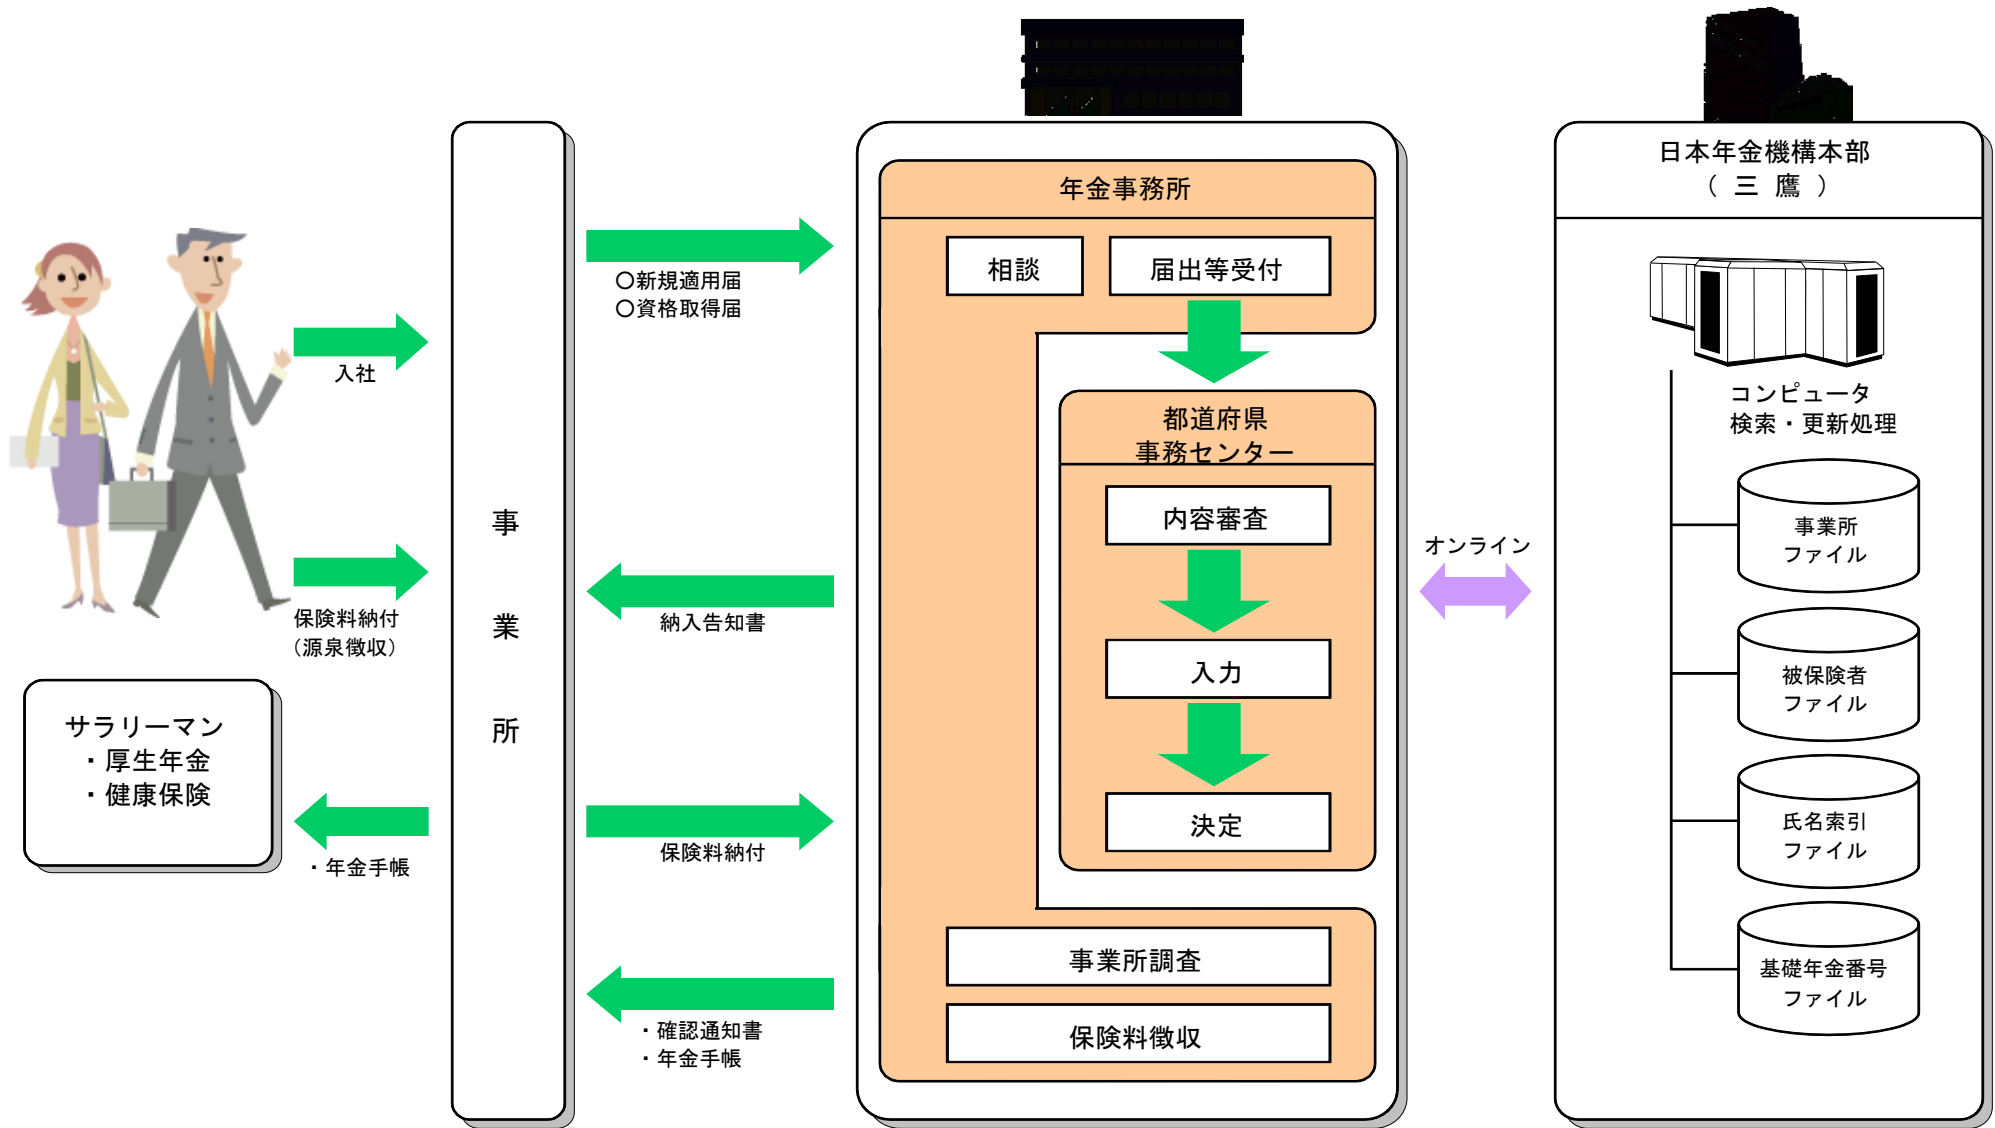 入社
保険料納付
（源泉徴収）
サラリーマン
・厚生年金
・健康保険
・年金手帳
事業所
〇新規適用届
〇資格取得届
納入告知書
保険料納付
・確認通知書
・年金手帳
年金事務所
相談
届出等受付
都道府県
事務センター
内容審査
入力
決定
事業所調査
保険料徴収
オンライン
日本年金機構本部
（ 三 鷹 ）
コンピュータ
検索・更新処理
事業所
ファイル
被保険者
ファイル
氏名索引
ファイル
基礎年金番号
ファイル